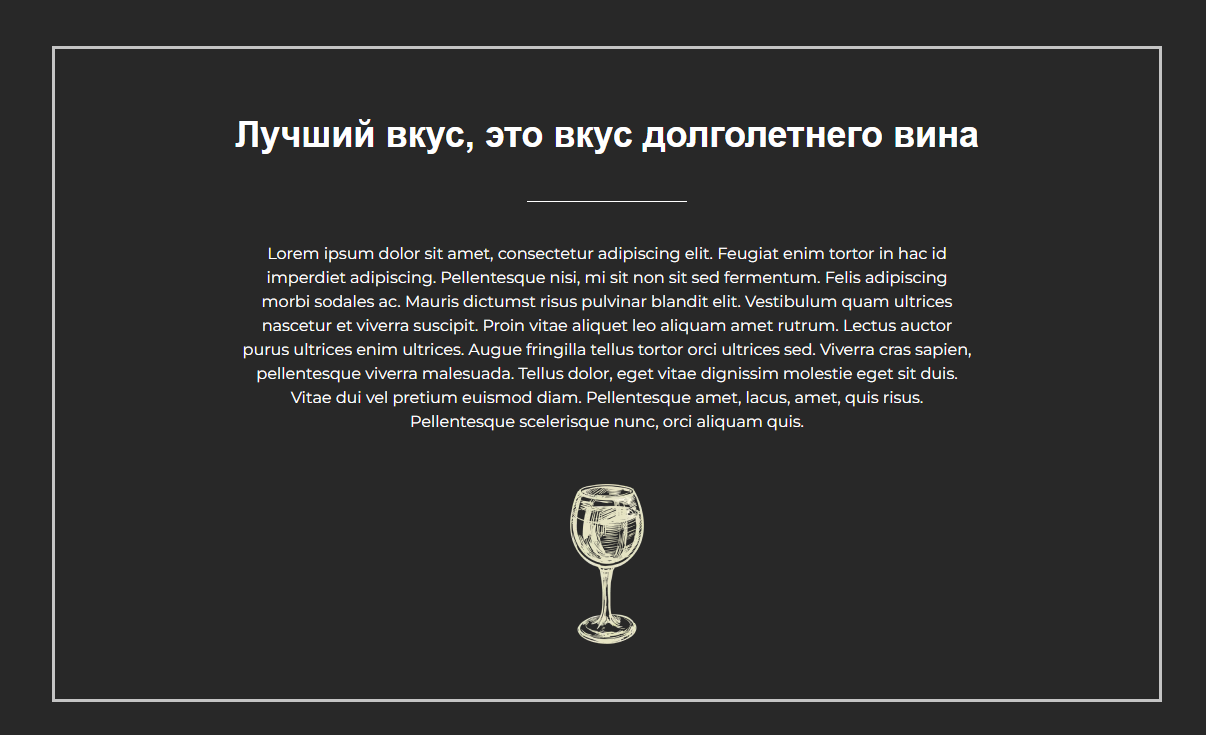 Лучший вкус, это вкус долголетнего вина
Lorem ipsum dolor sit amet, consectetur adipiscing elit. Feugiat enim tortor in hac id
imperdiet adipiscing. Pellentesque nisi, mi sit non sit sed fermentum. Felis adipiscing
morbi sodales ac. Mauris dictumst risus pulvinar blandit elit. Vestibulum quam ultrices
nascetur et viverra suscipit. Proin vitae aliquet leo aliquam amet rutrum. Lectus auctor
purus ultrices enim ultrices. Augue fringilla tellus tortor orci ultrices sed. Viverra cras sapien,
pellentesque viverra malesuada. Tellus dolor, eget vitae dignissim molestie eget sit duis.
Vitae dui vel pretium euismod diam. Pellentesque amet, lacus, amet, quis risus.
Pellentesque scelerisque nunc, orci aliquam quis.